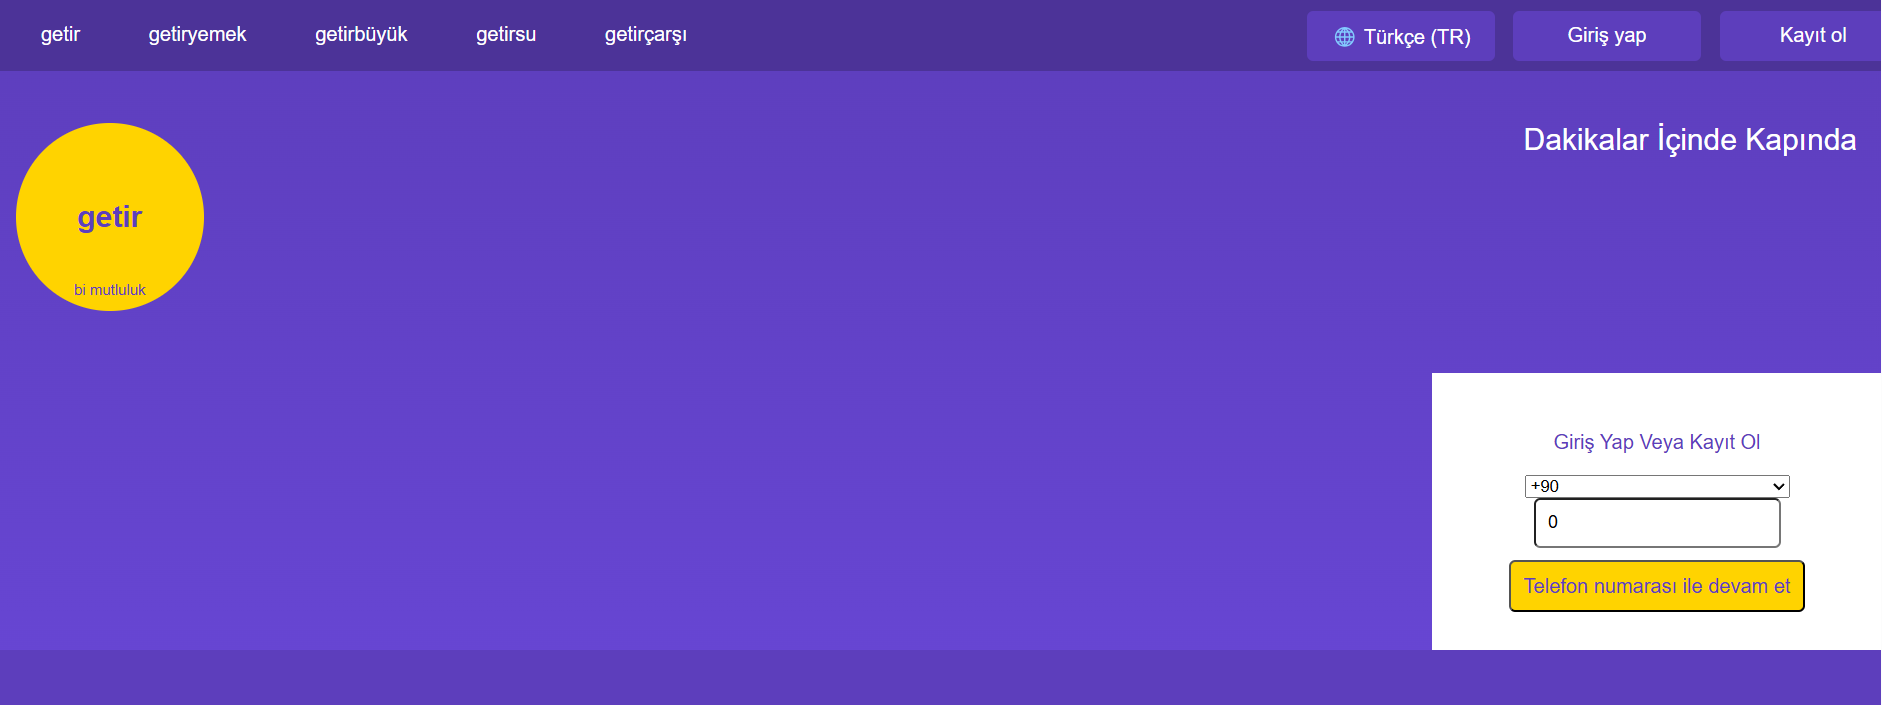 getir getiryemek getirbüyük getirsu getirçarşı Türkçe (TR) Giriş yap Kayıt ol
Dakikalar İçinde Kapında
getir
bi mutluluk
Giriş Yap Veya Kayıt Ol
+90
0
Telefon numarası ile devam et